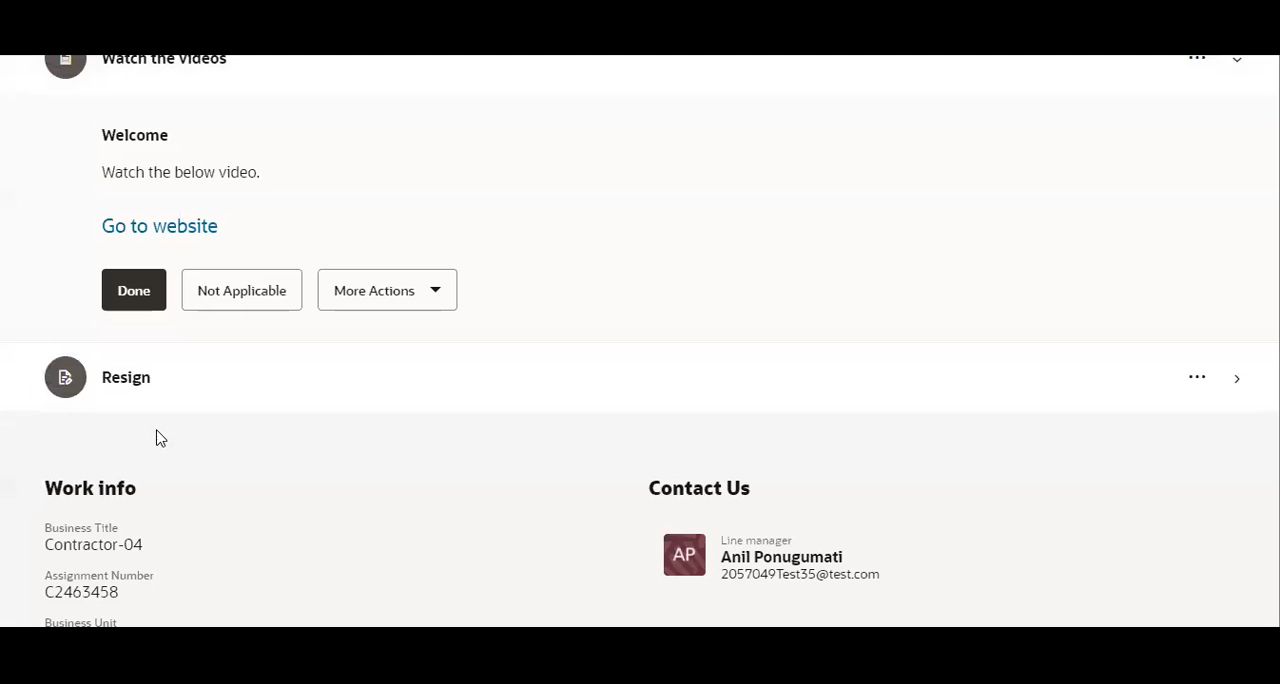 Watch the videos
Welcome
Watch the below video.
Go to website
Done
Not Applicable
More Actions
Resign
Work info
Contact Us
Business Title
Contractor-04
Assignment Number
C2463458
Business Unit
AP
Line manager
Anil Ponugumati
2057049Test35@test.com